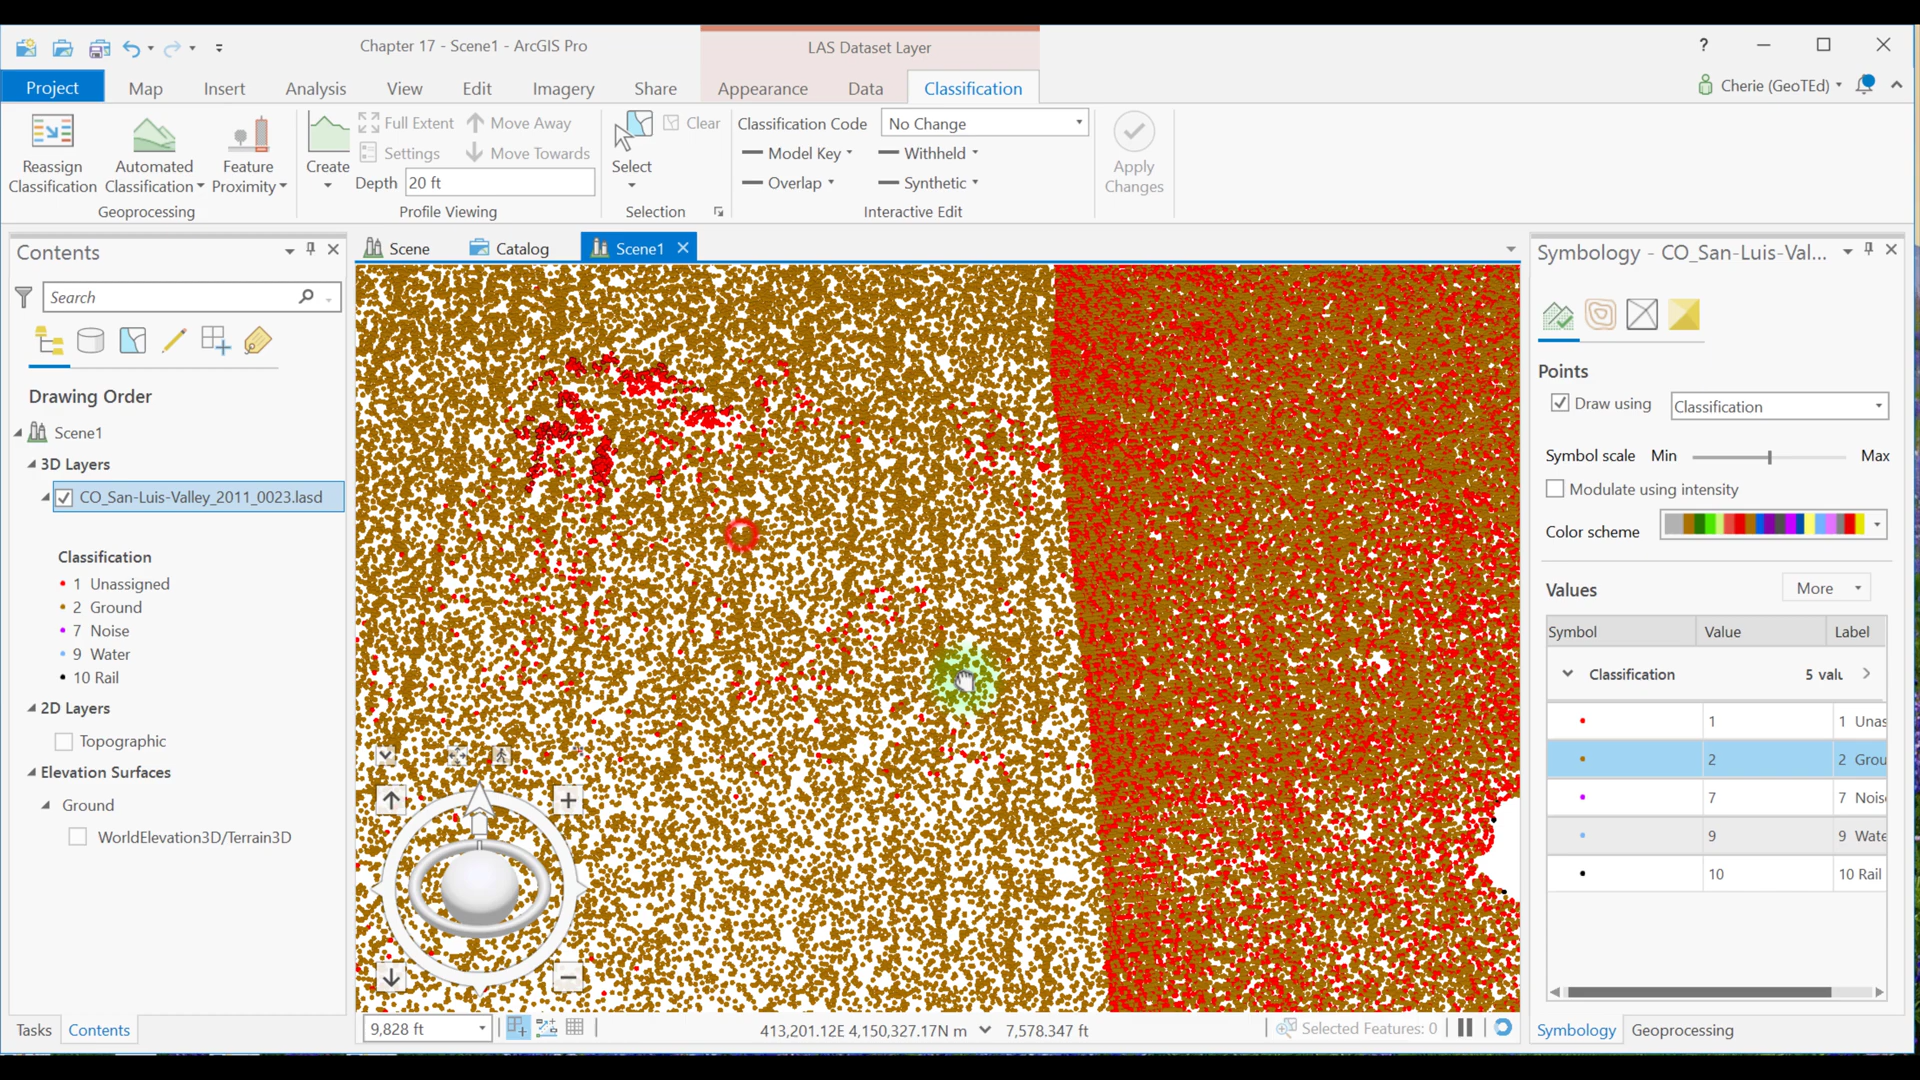 Chapter 17 - Scene1 - ArcGIS Pro
LAS Dataset Layer
?
Project
Map
Insert
Analysis
View
Edit
Imagery
Share
Appearance
Data
Classification
Cherie (GeoTEd)
Reassign
Classification
Automated
Classification
Feature
Proximity
Geoprocessing
Create
Full Extent
Move Away
Settings
Move Towards
Depth
20 ft
Profile Viewing
Select
Clear
Selection
Classification Code
No Change
Model Key
Withheld
Overlap
Synthetic
Interactive Edit
Apply
Changes
Contents
Search
Drawing Order
Scene1
3D Layers
CO_San-Luis-Valley_2011_0023.lasd
Classification
1 Unassigned
2 Ground
7 Noise
9 Water
10 Rail
2D Layers
Topographic
Elevation Surfaces
Ground
WorldElevation3D/Terrain3D
Tasks
Contents
Scene
Catalog
Scene1
9,828 ft
413,201.12E 4,150,327.17N m
7,578.347 ft
Selected Features: 0
Symbology - CO_San-Luis-Val...
Points
Draw using
Classification
Symbol scale
Min
Max
Modulate using intensity
Color scheme
Values
More
Symbol
Value
Label
Classification
5 valu
1
1 Unas
2
2 Grou
7
7 Nois
9
9 Wate
10
10 Rail
Symbology
Geoprocessing